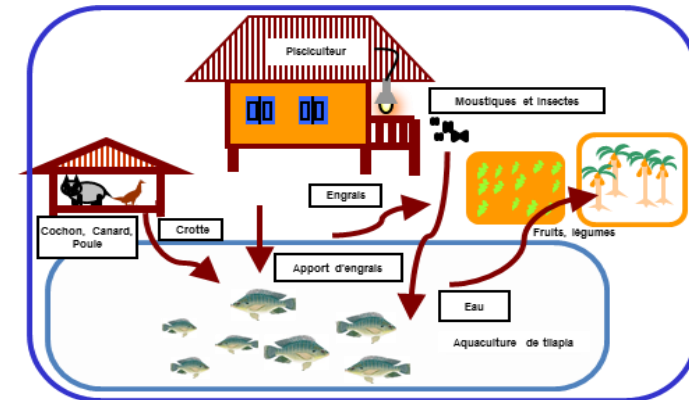 Pisciculteur
Moustiques et Insectes
Engrais
Cochon, Canard,
Poule
Crotte
Fruits, légumes
Apport d'engrais
Eau
Aquaculture de tilapia